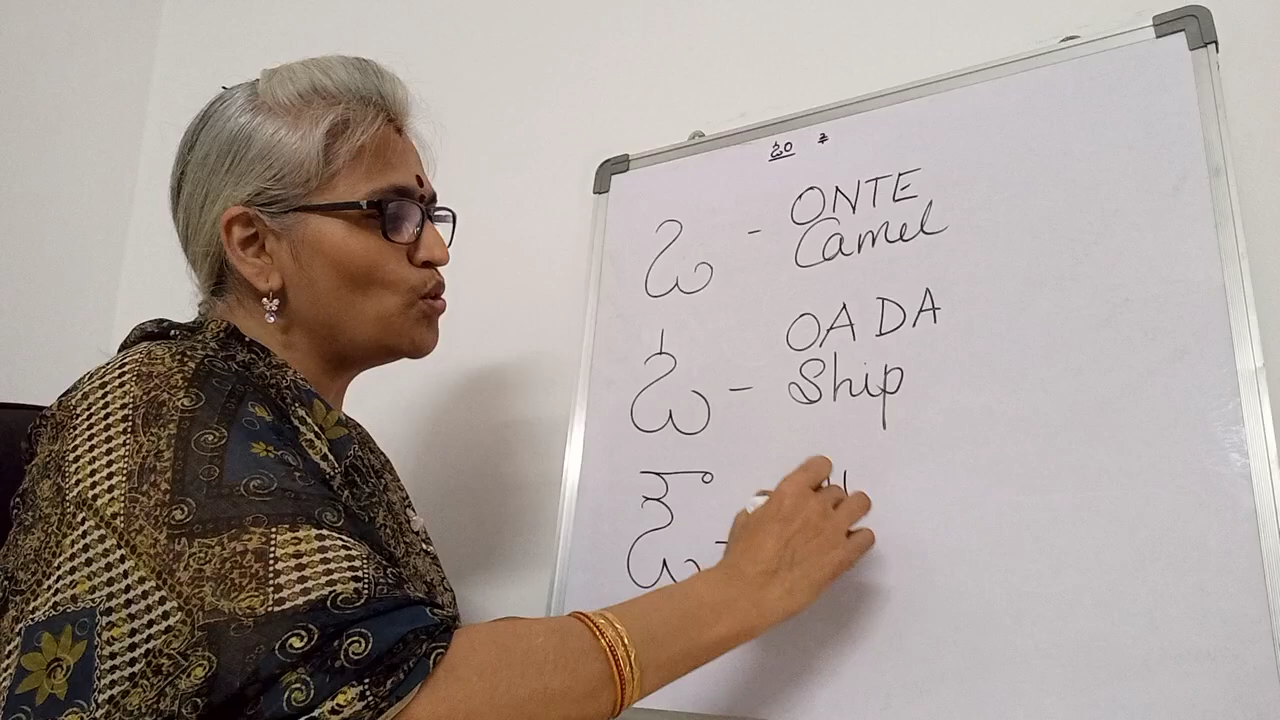 ఒ - ONTE
Camel
ఓ - OADA
Ship
ఔ -